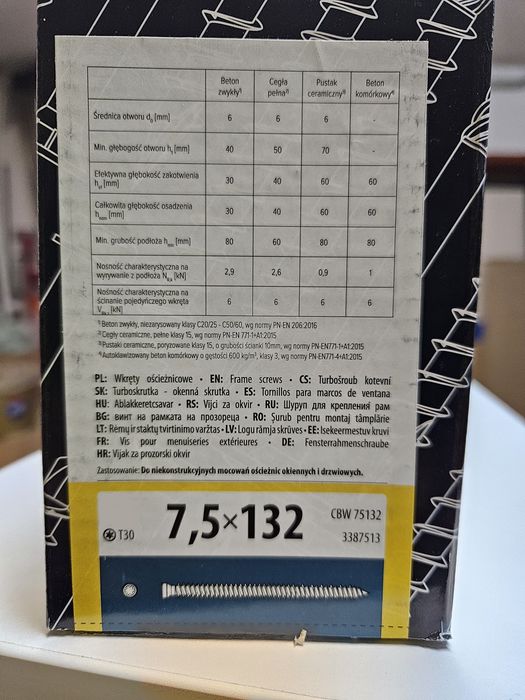 Beton zwykły¹⁾ Cegła pełna²⁾ Pustak ceramiczny³⁾ Beton komórkowy⁴⁾
Średnica otworu d₀ [mm] 6 6 6 -
Min. głębogość otworu h₁ [mm] 40 50 70 -
Efektywna głębokość zakotwienia hef [mm] 30 40 60 60
Całkowita głębokość osadzenia hnom [mm] 30 40 60 60
Min. grubość podłoża hmin [mm] 80 60 80 80
Nośność charakterystyczna na wyrywanie z podłoża NRk [kN] 2,9 2,6 0,9 1
Nośność charakterystyczna na ścinanie pojedyńczego wkręta VRk [kN] 6 6 6 6
¹⁾ Beton zwykły, niezarysowany klasy C20/25 - C50/60, wg normy PN-EN 206:2016
²⁾ Cegły ceramiczne, pełne klasy 15, wg normy PN-EN771-1+A1:2015
³⁾ Pustaki ceramiczne, poryzowane klasy 15, o grubości ścianki 10mm, wg normy PN-EN771-1+A1:2015
⁴⁾ Autoklawizowany beton komórkowy o gęstości 600 kg/m³, klasy 3, wg normy PN-EN771-4+A1:2015
PL: Wkręty ościeżnicowe • EN: Frame screws • CS: Turbošroub kotevní
SK: Turboskrutka - okenná skrutka • ES: Tornillos para marcos de ventana
HU: Ablakkeretcsavar • RS: Vijci za okvir • RU: Шуруп для крепления рам
BG: винт на рамката на прозореца • RO: Șurub pentru montaj tâmplărie
LT: Rėmų ir staktų tvirtinimo varžtas • LV: Logu rāmja skrūves • EE: Isekeermestuv kruvi
FR: Vis pour menuiseries extérieures • DE: Fensterrahmenschraube
HR: Vijak za prozorski okvir
Zastosowanie: Do niekonstrukcyjnych mocowań ościeżnic okiennych i drzwiowych.
T30 7,5×132 CBW 75132
3387513